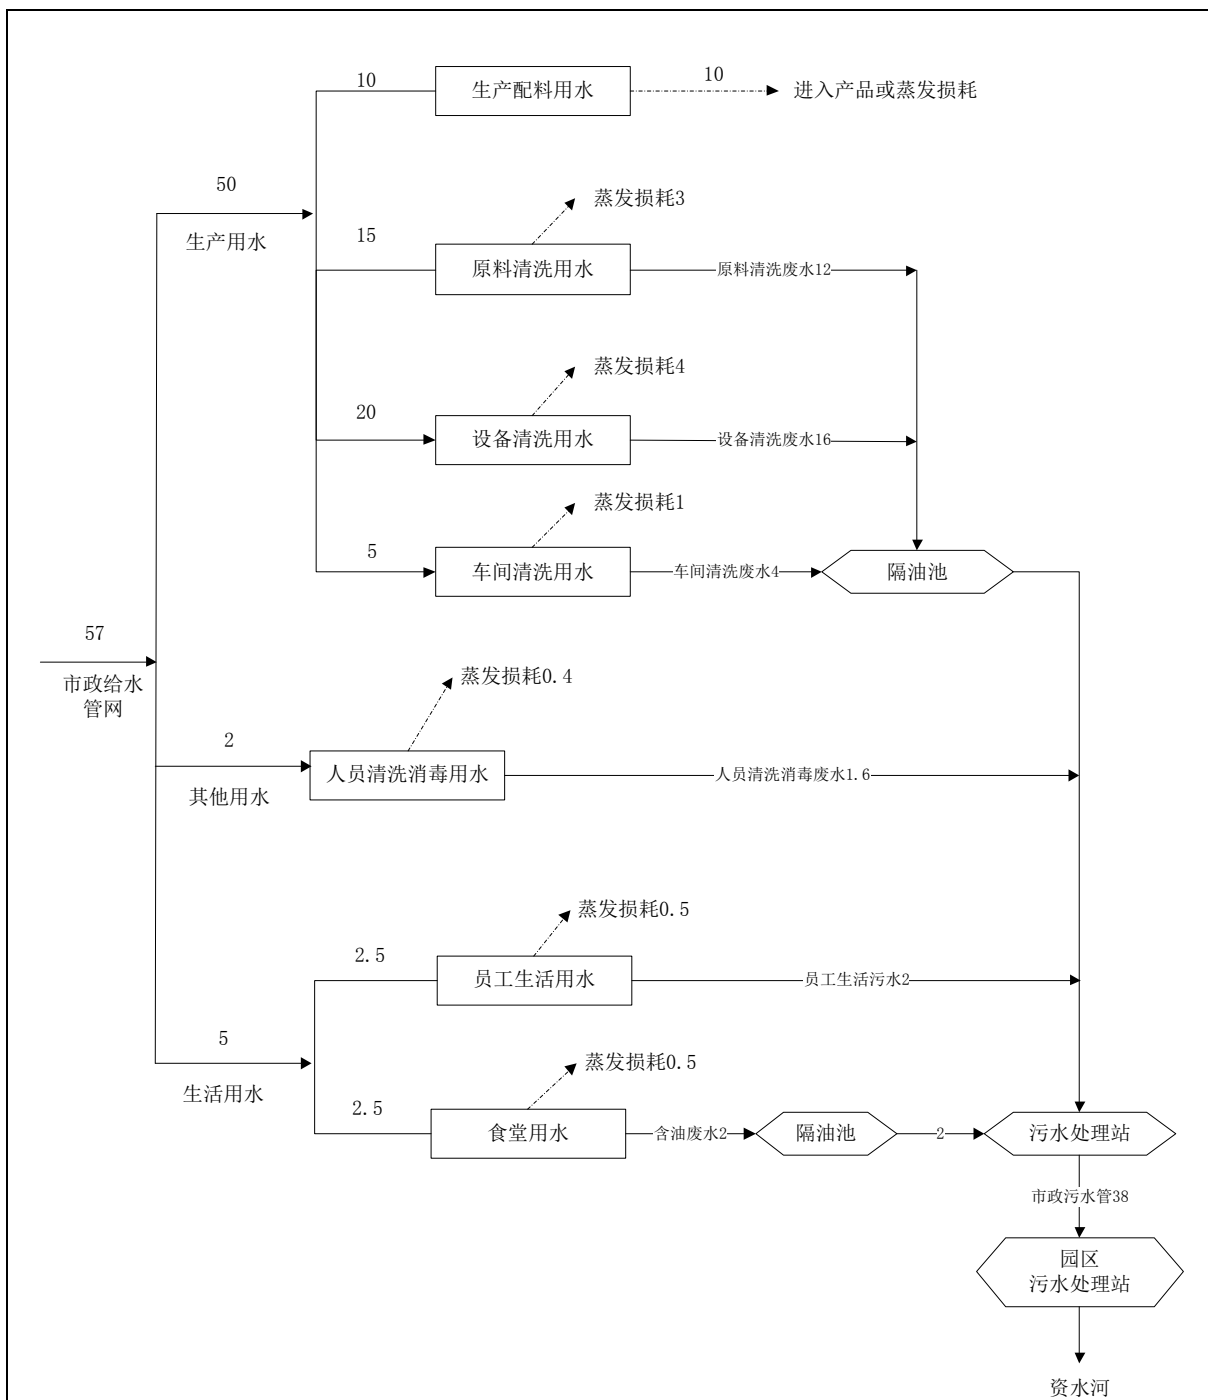 10
生产配料用水
10
进入产品或蒸发损耗
50
生产用水
蒸发损耗3
15
原料清洗用水
原料清洗废水12
蒸发损耗4
20
设备清洗用水
设备清洗废水16
蒸发损耗1
5
车间清洗用水
车间清洗废水4
隔油池
57
市政给水
管网
蒸发损耗0.4
2
其他用水
人员清洗消毒用水
人员清洗消毒废水1.6
蒸发损耗0.5
2.5
员工生活用水
员工生活污水2
5
生活用水
蒸发损耗0.5
2.5
食堂用水
含油废水2
隔油池
2
污水处理站
市政污水管38
园区
污水处理站
资水河